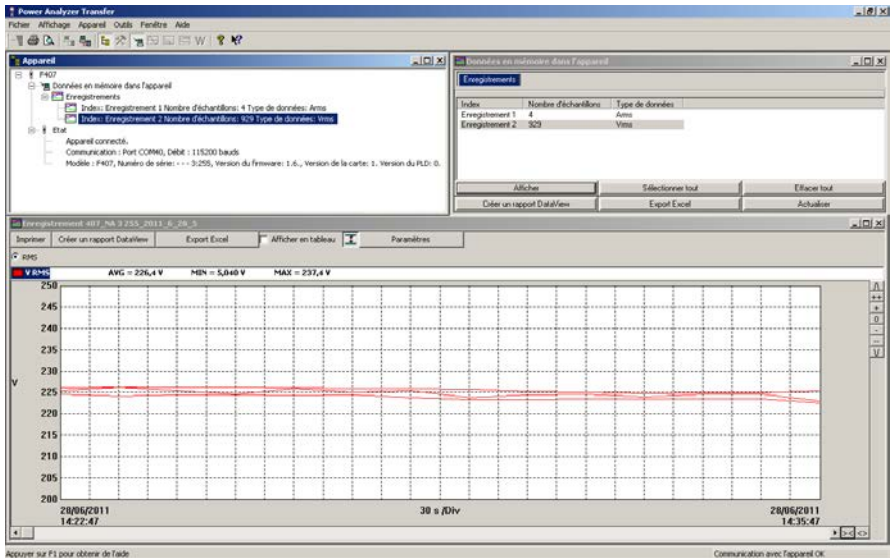 Power Analyzer Transfer
Fichier Affichage Appareil Outils Fenêtre Aide
Appareil
F407
Données en mémoire dans l'appareil
Enregistrements
Index: Enregistrement 1 Nombre d'échantillons: 4 Type de données: Arms
Index: Enregistrement 2 Nombre d'échantillons: 929 Type de données: Vrms
Etat
Appareil connecté.
Communication : Port COM40, Débit : 115200 bauds
Modèle : F407, Numéro de série: - - - 3:255, Version du firmware: 1.6., Version de la carte: 1. Version du PLD: 0.
Données en mémoire dans l'appareil
Enregistrements
Index Nombre d'échantillons Type de données
Enregistrement 1 4 Arms
Enregistrement 2 929 Vrms
Afficher Sélectionner tout Effacer tout
Créer un rapport DataView Export Excel Actualiser
Enregistrement 407_NA 3 255_2011_6_28_5
Imprimer Créer un rapport DataView Export Excel Afficher en tableau Paramètres
RMS
V RMS AVG = 226,4 V MIN = 5,040 V MAX = 237,4 V
250
245
240
235
230
V
225
220
215
210
205
200
28/06/2011 30 s /Div 28/06/2011
14:22:47 14:35:47
Appuyer sur F1 pour obtenir de l'aide Communication avec l'appareil OK